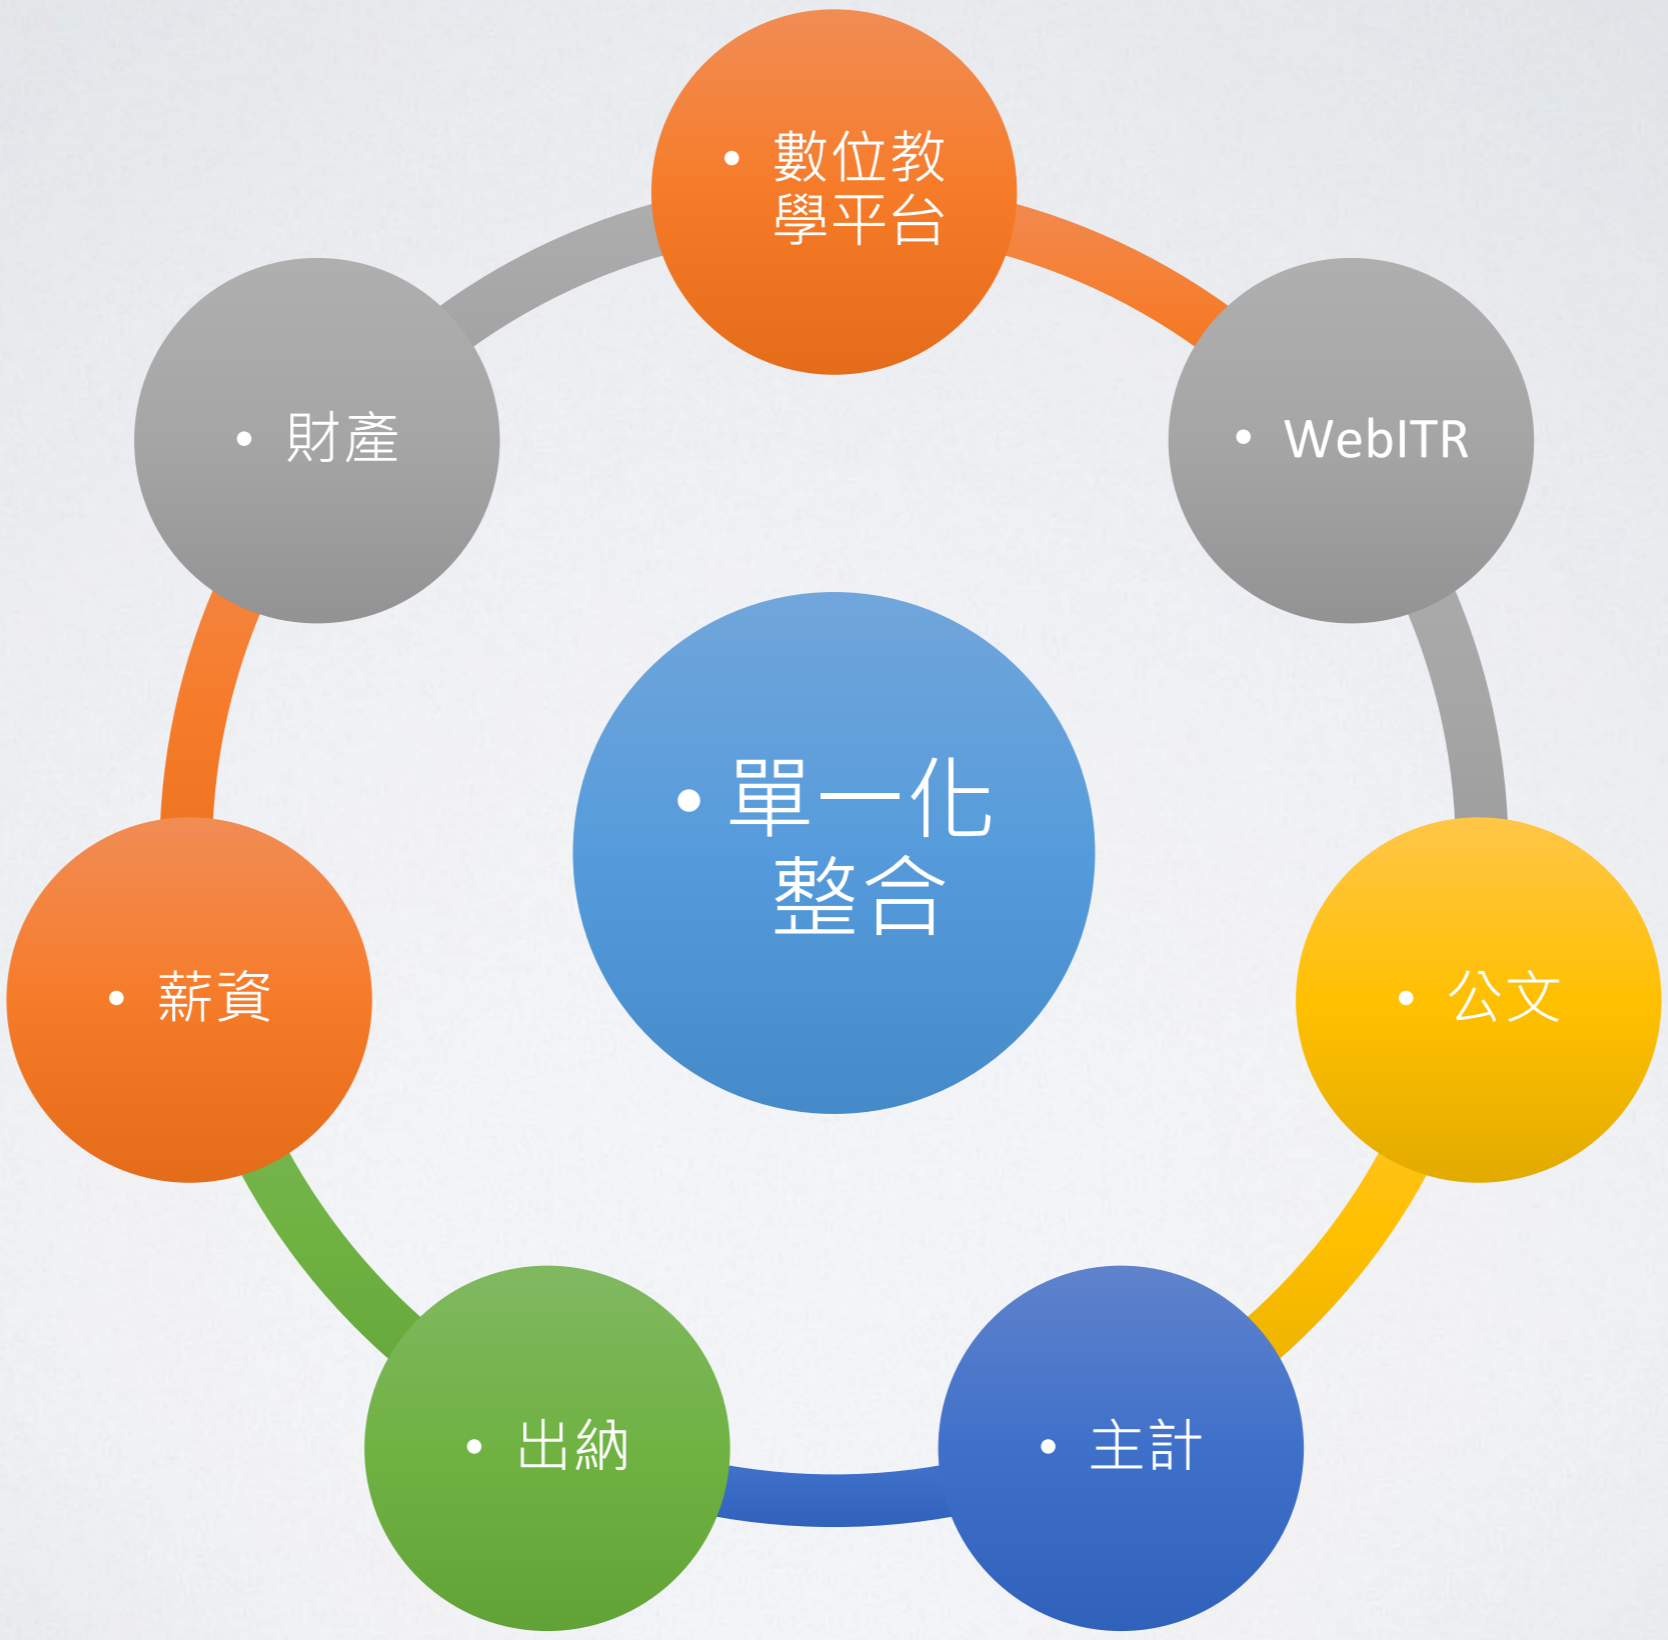 • 數位教
學平台
• WebITR
• 公文
• 主計
• 出納
• 薪資
• 財產
• 單一化
整合